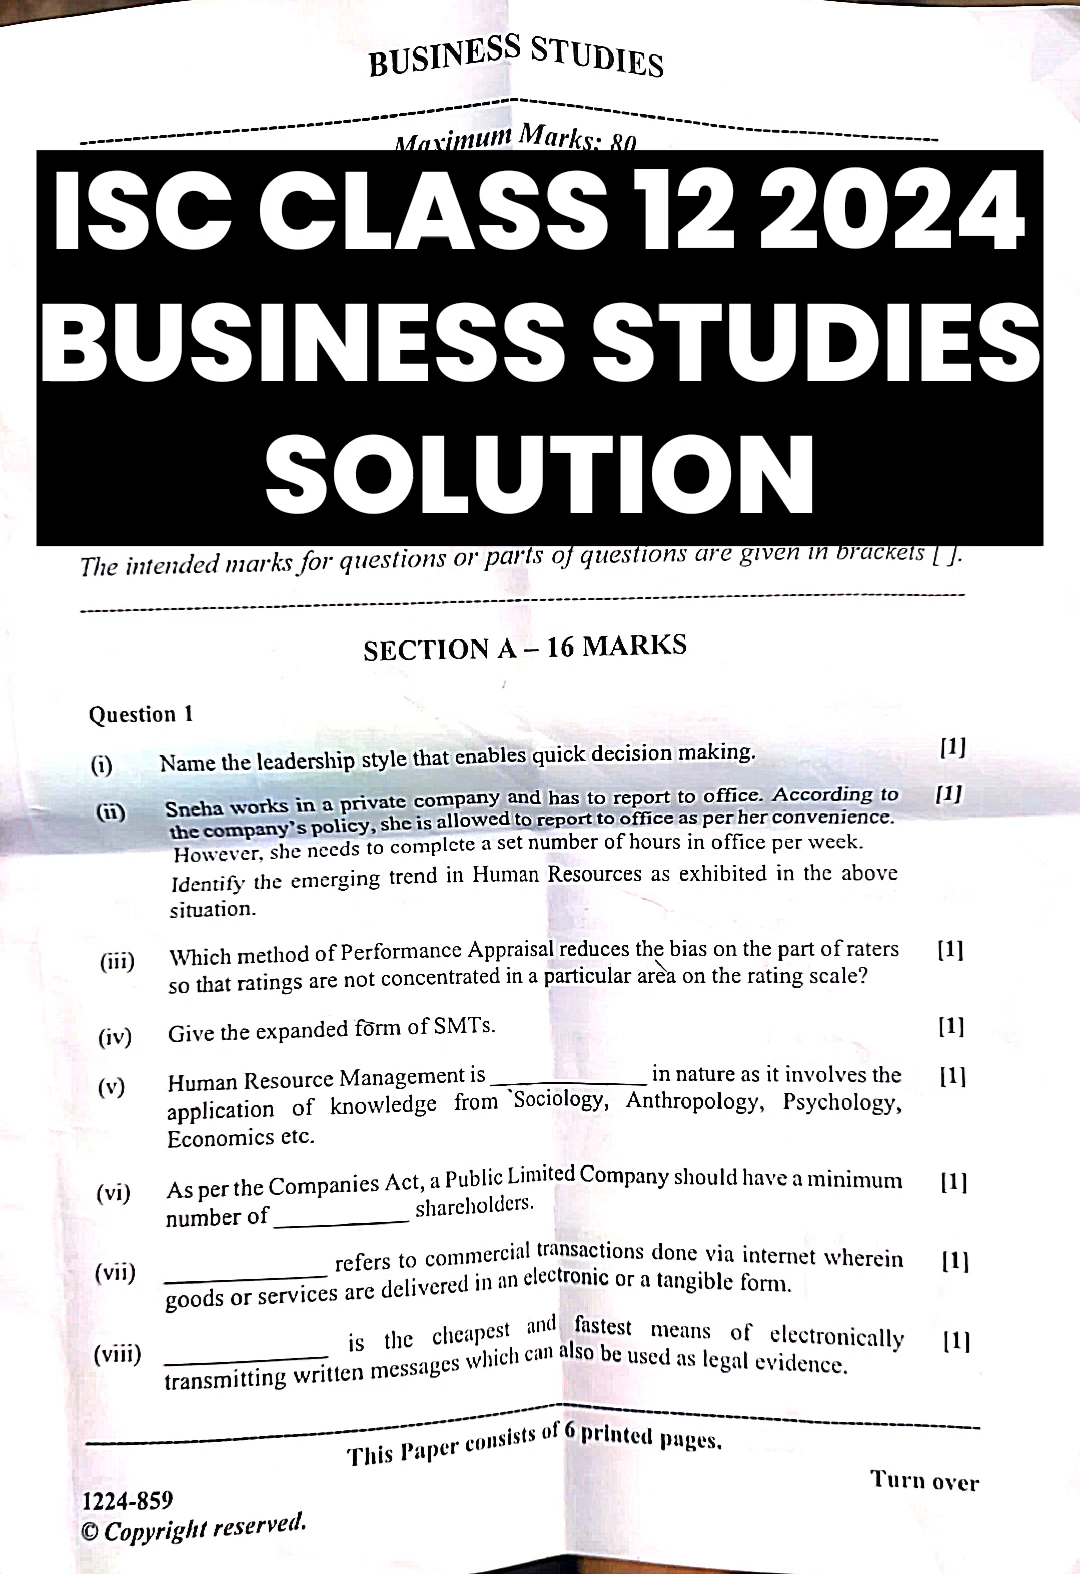 BUSINESS STUDIES
Maximum Marks: 80
ISC CLASS 12 2024
BUSINESS STUDIES
SOLUTION
The intended marks for questions or parts of questions are given in brackets [ ].
SECTION A – 16 MARKS
Question 1
(i) Name the leadership style that enables quick decision making. [1]
(ii) Sneha works in a private company and has to report to office. According to [1]
the company's policy, she is allowed to report to office as per her convenience.
However, she needs to complete a set number of hours in office per week.
Identify the emerging trend in Human Resources as exhibited in the above
situation.
(iii) Which method of Performance Appraisal reduces the bias on the part of raters [1]
so that ratings are not concentrated in a particular area on the rating scale?
(iv) Give the expanded form of SMTs. [1]
(v) Human Resource Management is ____________ in nature as it involves the [1]
application of knowledge from Sociology, Anthropology, Psychology,
Economics etc.
(vi) As per the Companies Act, a Public Limited Company should have a minimum [1]
number of ___________ shareholders.
(vii) _____________ refers to commercial transactions done via internet wherein [1]
goods or services are delivered in an electronic or a tangible form.
(viii) _____________ is the cheapest and fastest means of electronically [1]
transmitting written messages which can also be used as legal evidence.
This Paper consists of 6 printed pages.
Turn over
1224-859
© Copyright reserved.